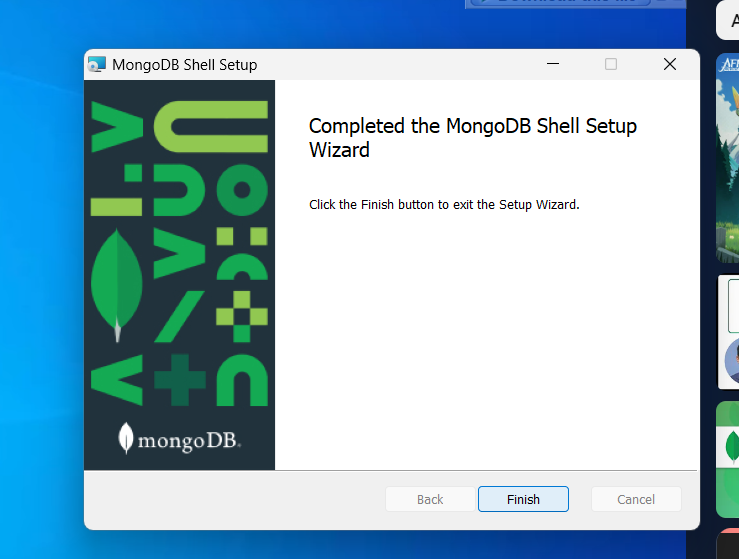 MongoDB Shell Setup
Completed the MongoDB Shell Setup
Wizard
Click the Finish button to exit the Setup Wizard.
mongoDB.
Back
Finish
Cancel